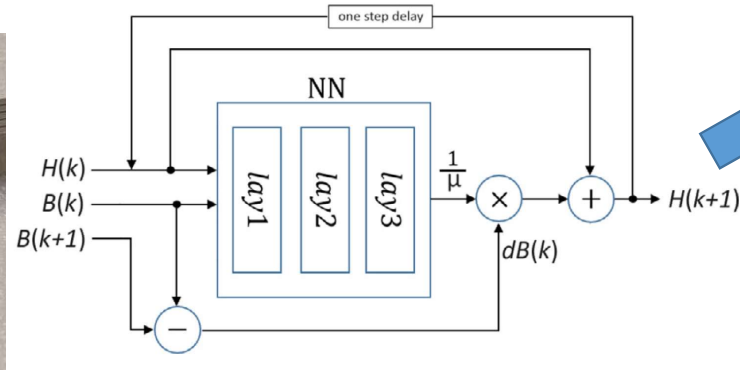 one step delay
NN
H(k)
B(k)
B(k+1)
lay1
lay2
lay3
1
μ
×
+
H(k+1)
dB(k)
−